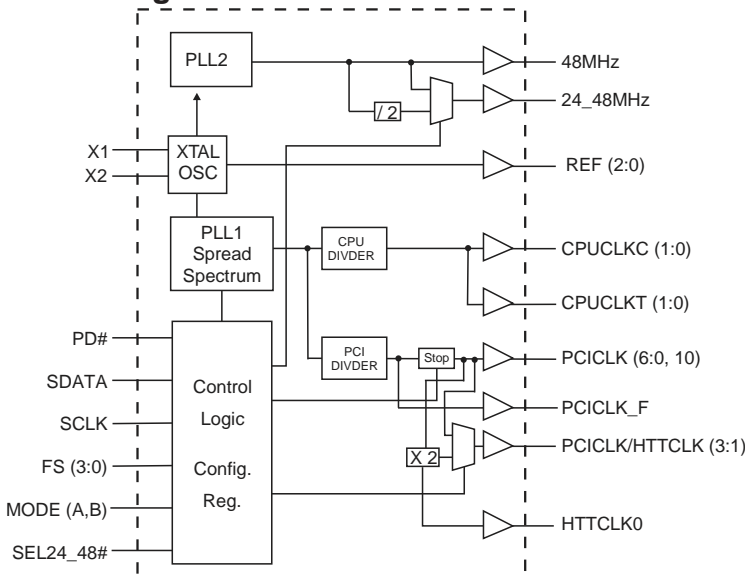 PLL2
48MHz
24_48MHz
/ 2
X1
X2
XTAL
OSC
REF (2:0)
PLL1
Spread
Spectrum
CPU
DIVDER
CPUCLKC (1:0)
CPUCLKT (1:0)
PD#
SDATA
SCLK
FS (3:0)
MODE (A,B)
SEL24_48#
Control
Logic
Config.
Reg.
PCI
DIVDER
Stop
X 2
PCICLK (6:0, 10)
PCICLK_F
PCICLK/HTTCLK (3:1)
HTTCLK0